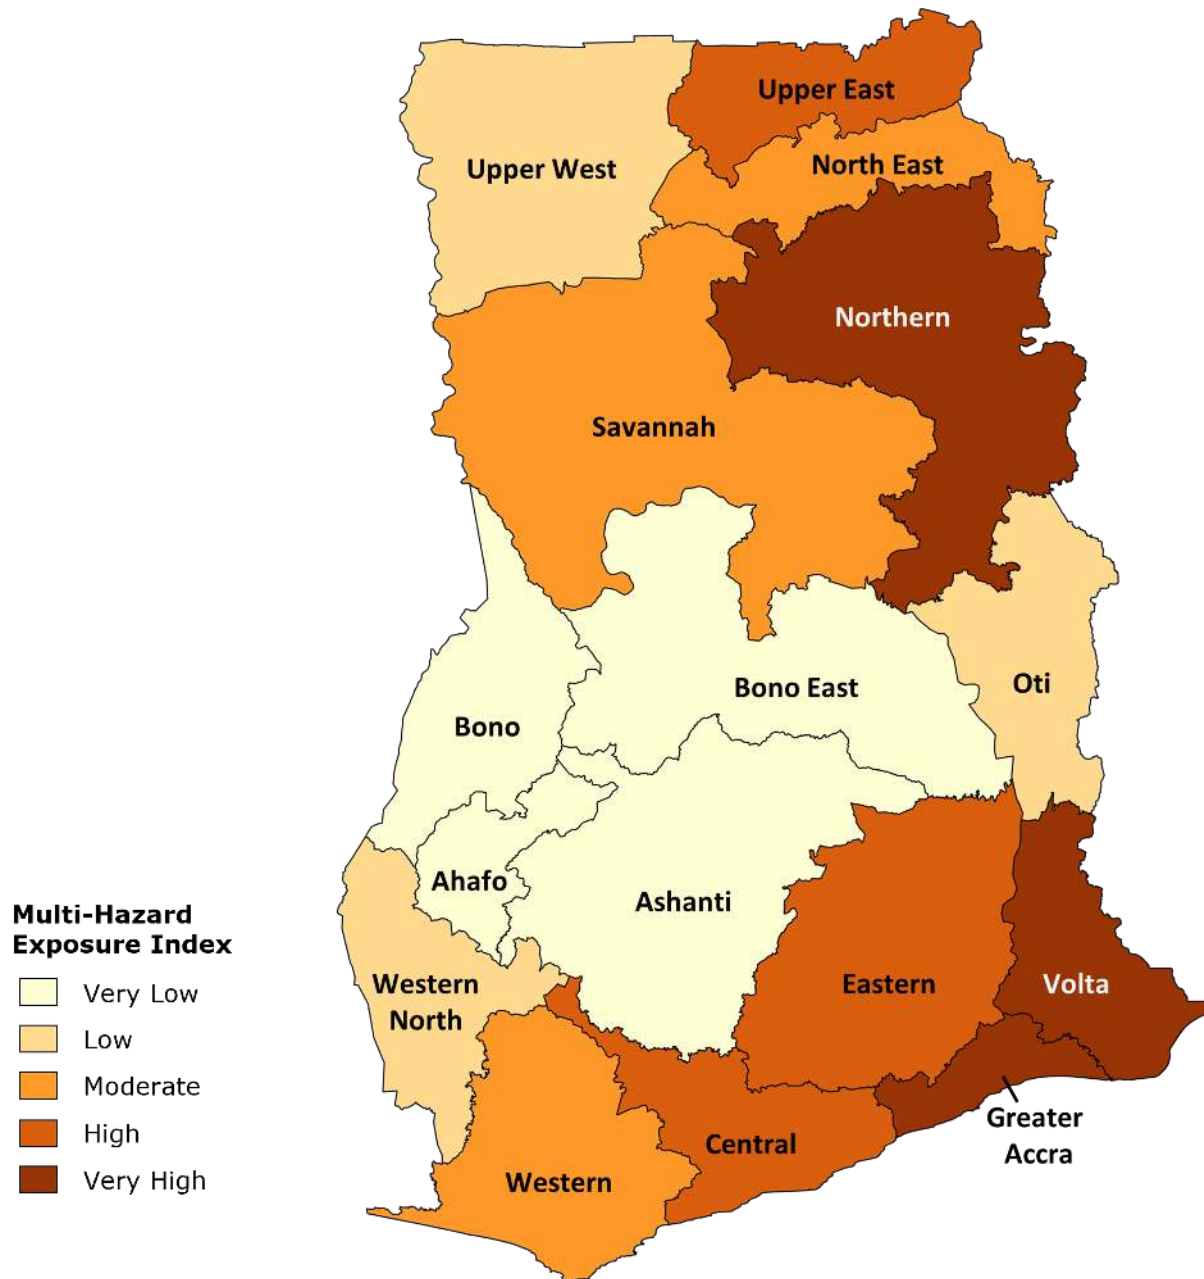 Upper East
North East
Upper West
Northern
Savannah
Oti
Bono East
Bono
Ahafo
Ashanti
Western
North
Eastern
Volta
Greater
Accra
Central
Western
Multi-Hazard
Exposure Index
Very Low
Low
Moderate
High
Very High